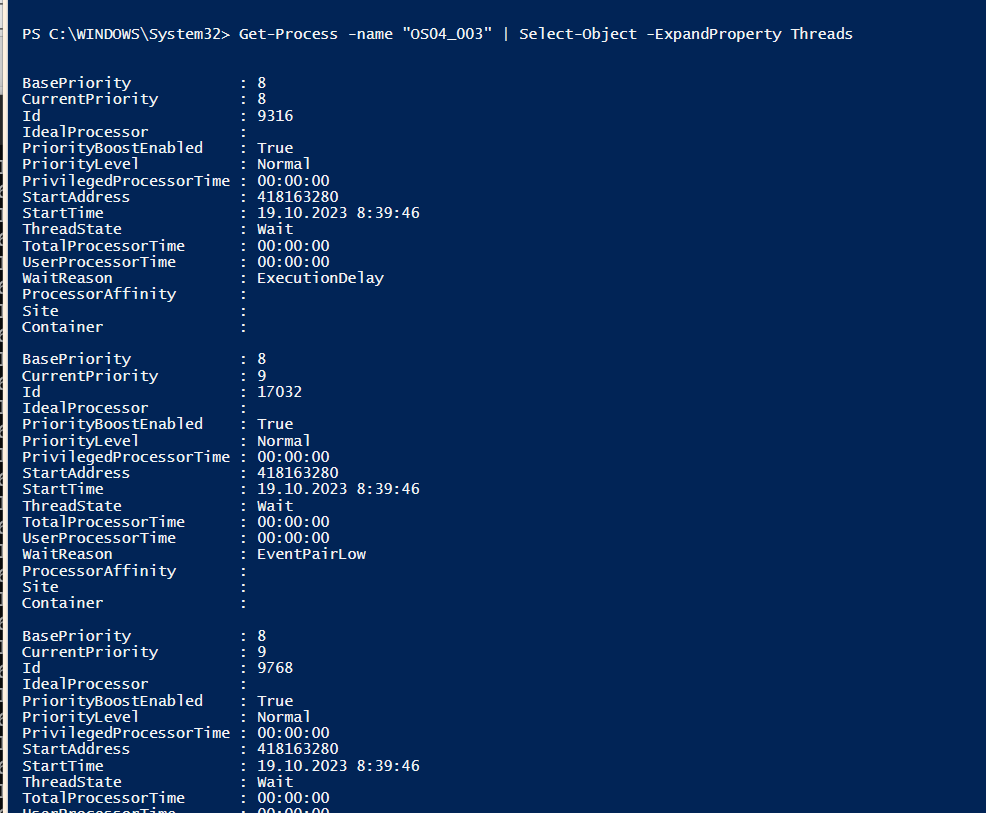 PS C:\WINDOWS\System32> Get-Process -name "OS04_003" | Select-Object -ExpandProperty Threads
BasePriority : 8
CurrentPriority : 8
Id : 9316
IdealProcessor :
PriorityBoostEnabled : True
PriorityLevel : Normal
PrivilegedProcessorTime : 00:00:00
StartAddress : 418163280
StartTime : 19.10.2023 8:39:46
ThreadState : Wait
TotalProcessorTime : 00:00:00
UserProcessorTime : 00:00:00
WaitReason : ExecutionDelay
ProcessorAffinity :
Site :
Container :
BasePriority : 8
CurrentPriority : 9
Id : 17032
IdealProcessor :
PriorityBoostEnabled : True
PriorityLevel : Normal
PrivilegedProcessorTime : 00:00:00
StartAddress : 418163280
StartTime : 19.10.2023 8:39:46
ThreadState : Wait
TotalProcessorTime : 00:00:00
UserProcessorTime : 00:00:00
WaitReason : EventPairLow
ProcessorAffinity :
Site :
Container :
BasePriority : 8
CurrentPriority : 9
Id : 9768
IdealProcessor :
PriorityBoostEnabled : True
PriorityLevel : Normal
PrivilegedProcessorTime : 00:00:00
StartAddress : 418163280
StartTime : 19.10.2023 8:39:46
ThreadState : Wait
TotalProcessorTime : 00:00:00
UserProcessorTime : 00:00:00